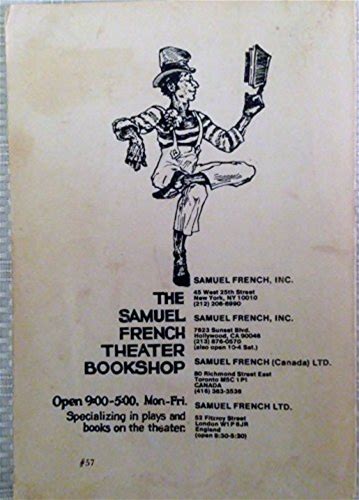 THE
SAMUEL
FRENCH
THEATER
BOOKSHOP
Open 9:00-5:00, Mon.-Fri.
Specializing in plays and
books on the theater.
SAMUEL FRENCH, INC.
45 West 25th Street
New York, NY 10010
(212) 206-8990
SAMUEL FRENCH, INC.
7623 Sunset Blvd.
Hollywood, CA 90046
(213) 876-0570
(also open 10-4 Sat.)
SAMUEL FRENCH (Canada) LTD.
80 Richmond Street East
Toronto M5C 1P1
CANADA
(416) 363-3536
SAMUEL FRENCH LTD.
52 Fitzroy Street
London W1P 6JR
England
(open 9:30-5:30)
#57